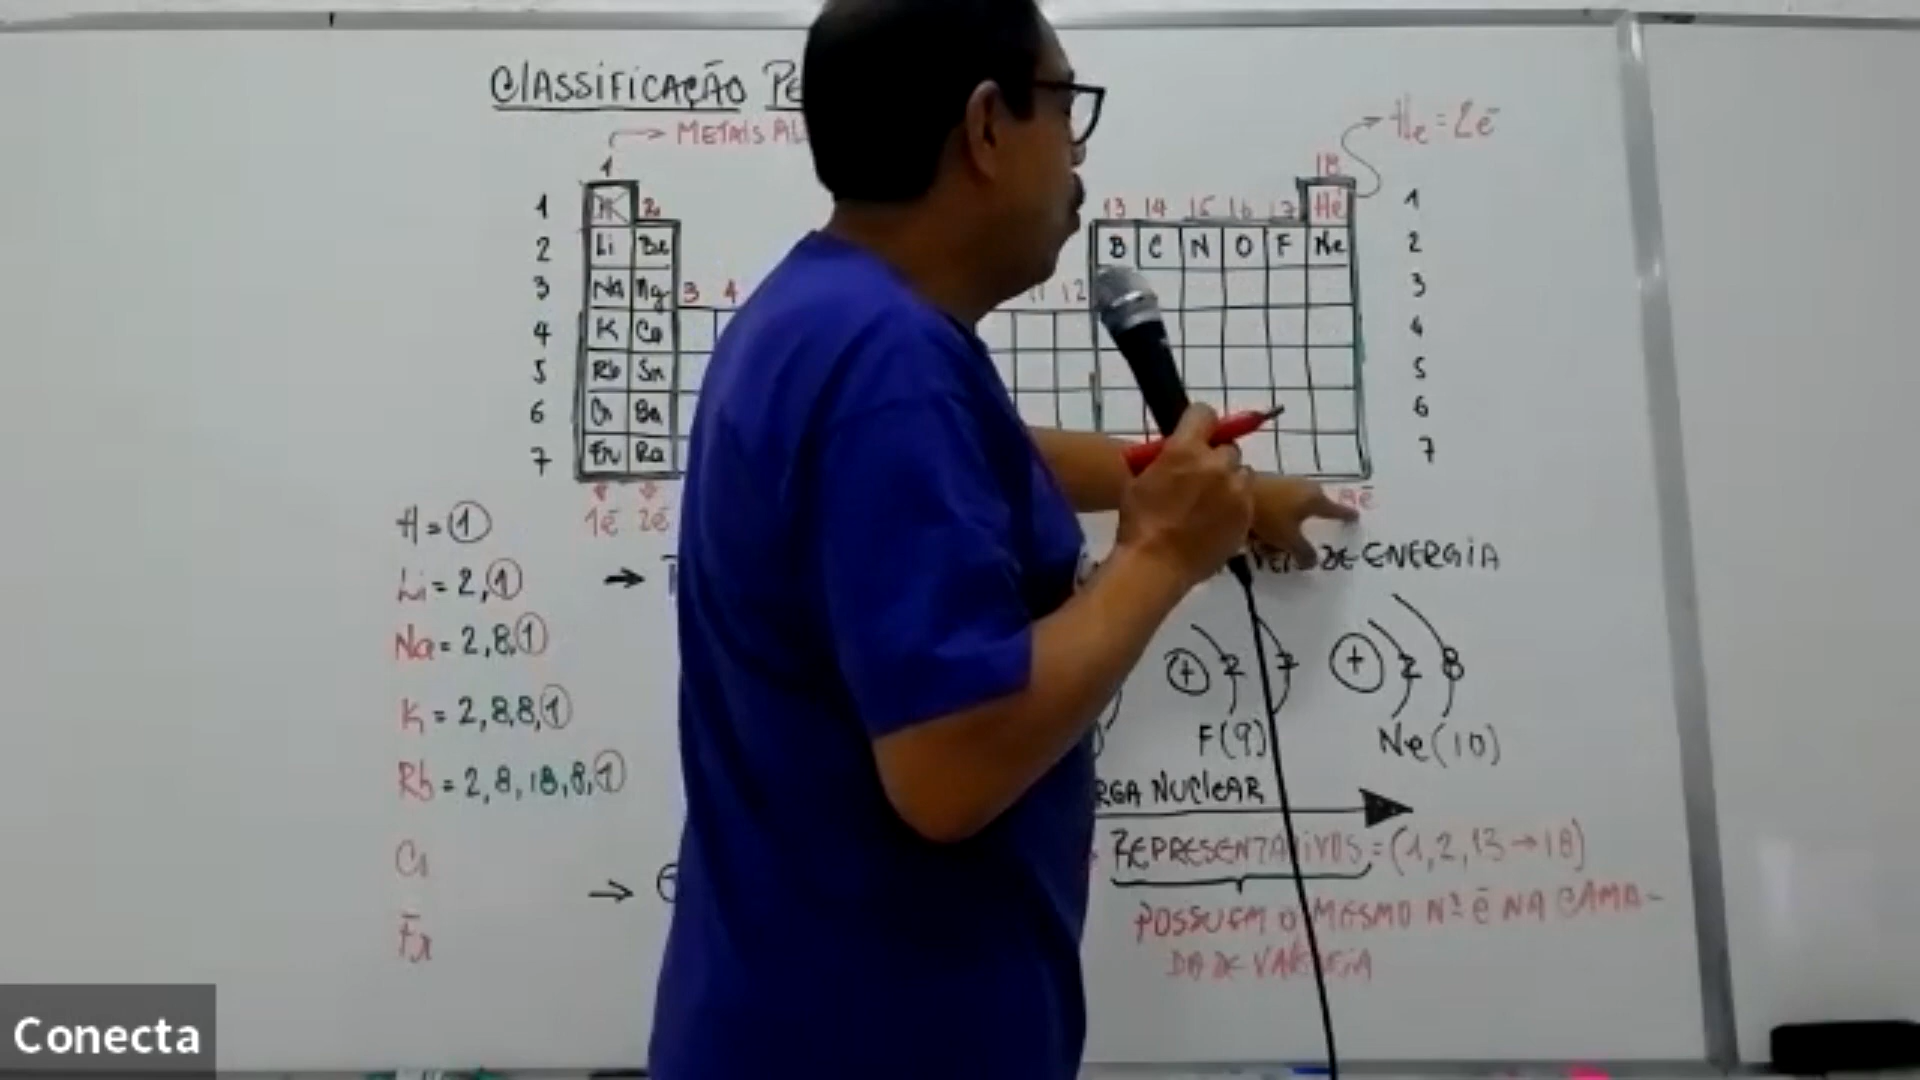 CLASSIFICAÇÃO PE
METAIS AL
He = 2ē
1
18
1 H 2 13 14 15 16 17 He 1
2 Li Be B C N O F Ne 2
3 Na Mg 3 4 11 12 3
4 K Ca 4
5 Rb Sr 5
6 Cs Ba 6
7 Fr Ra 7
1ē 2ē 8ē
H = 1
DE ENERGIA
Li = 2,1
Na = 2,8,1
+ 2 7 + 2 8
K = 2,8,8,1
F(9) Ne(10)
Rb = 2,8,18,8,1
RGA NUCLEAR
REPRESENTATIVOS = (1,2,13→18)
Cs
POSSUEM O MESMO Nº ē NA CAMA-
DA DE VALÊNCIA
Fr
Conecta